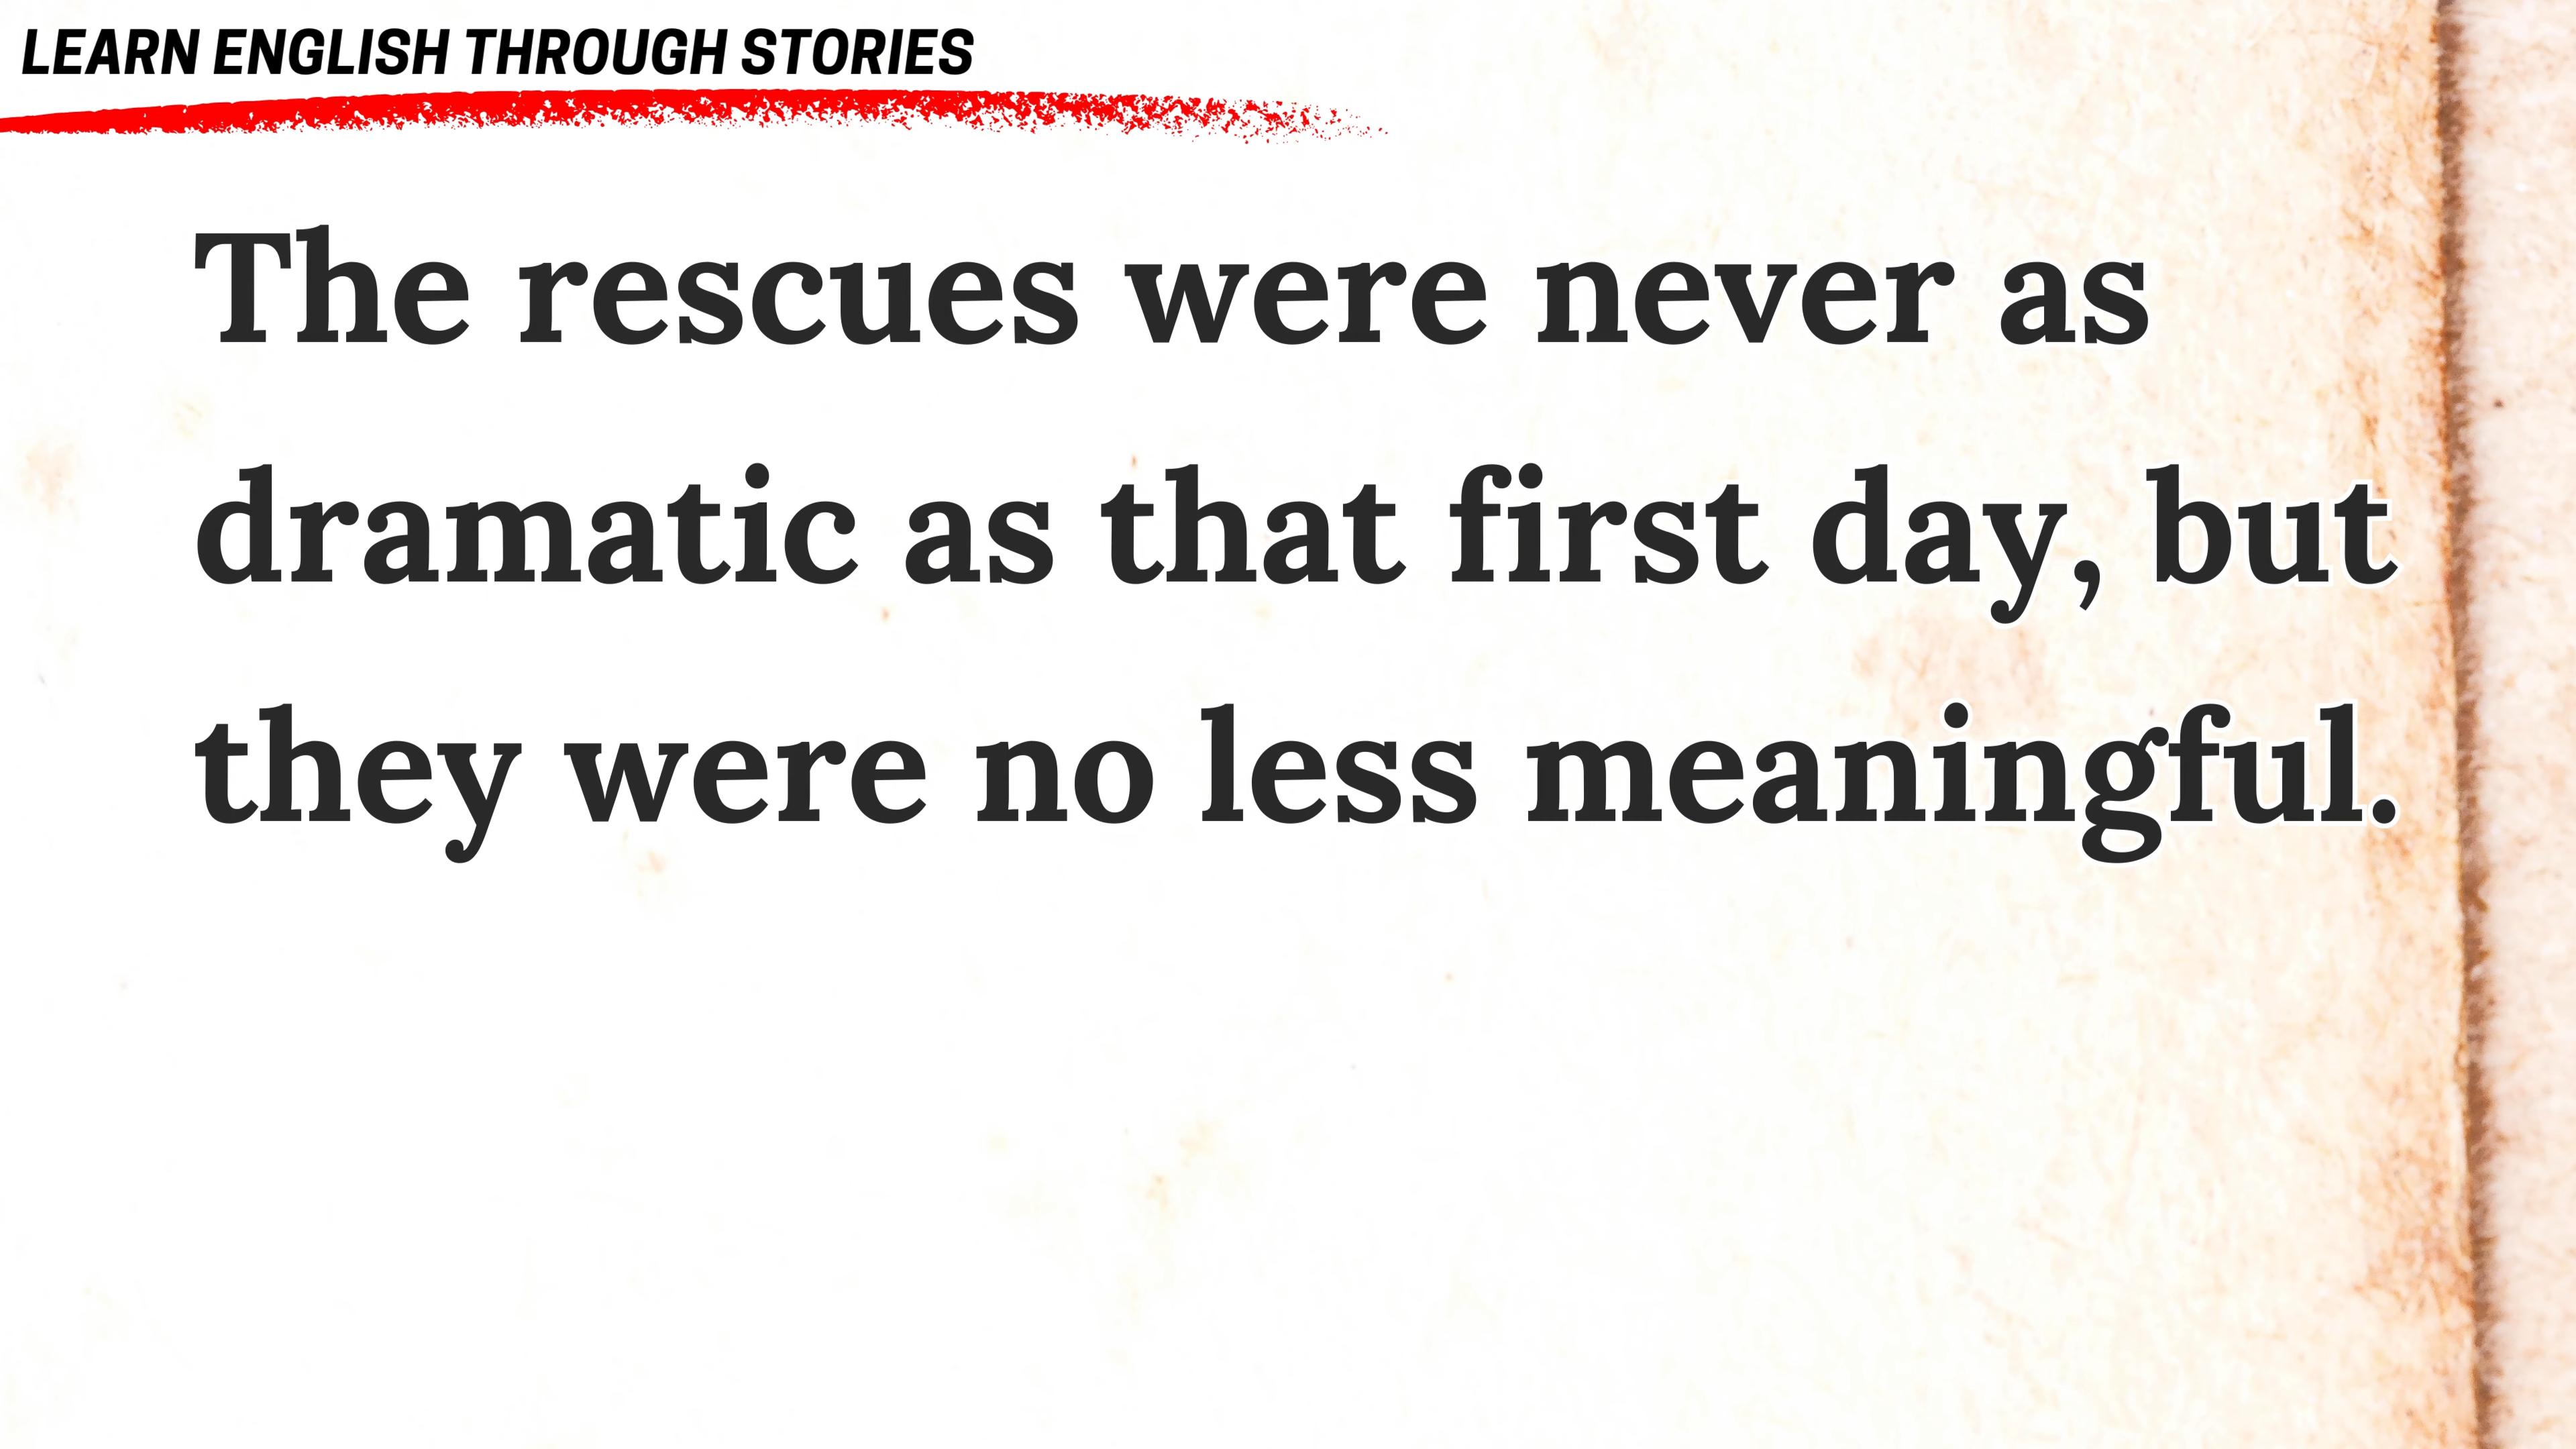 LEARN ENGLISH THROUGH STORIES
The rescues were never as
dramatic as that first day, but
they were no less meaningful.